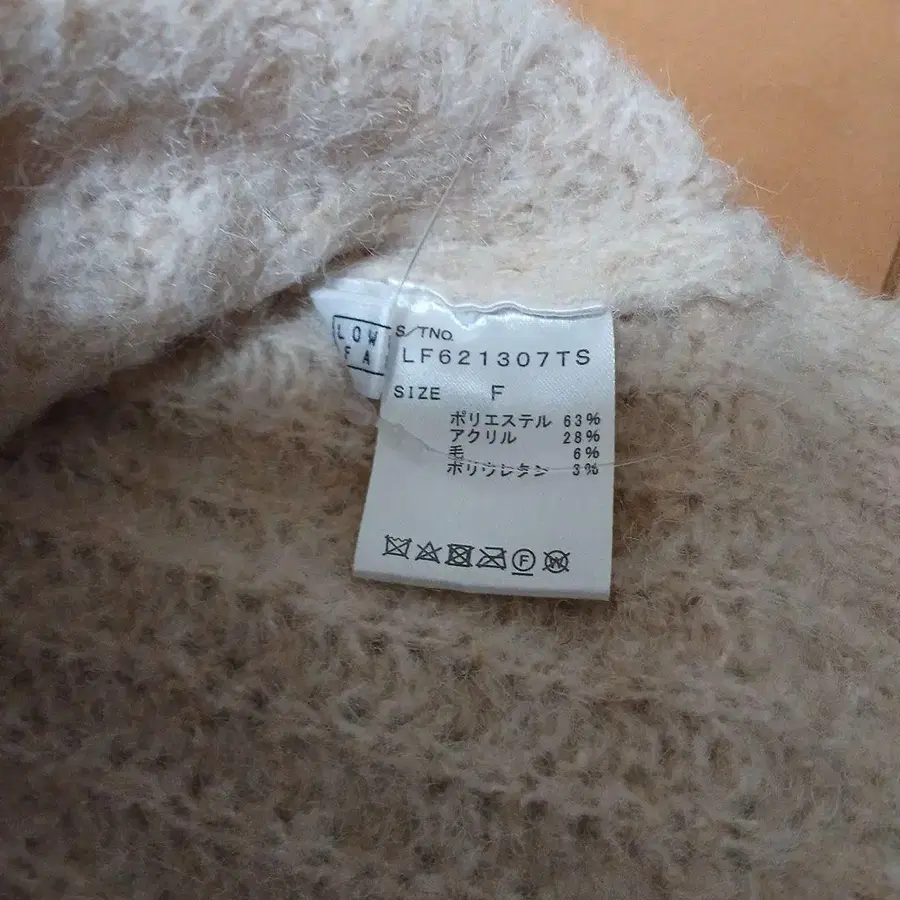 LOW
FA
S/TNO.
LF621307TS
SIZE F
ポリエステル 63%
アクリル 28%
毛 6%
ポリウレタン 3%
F
W